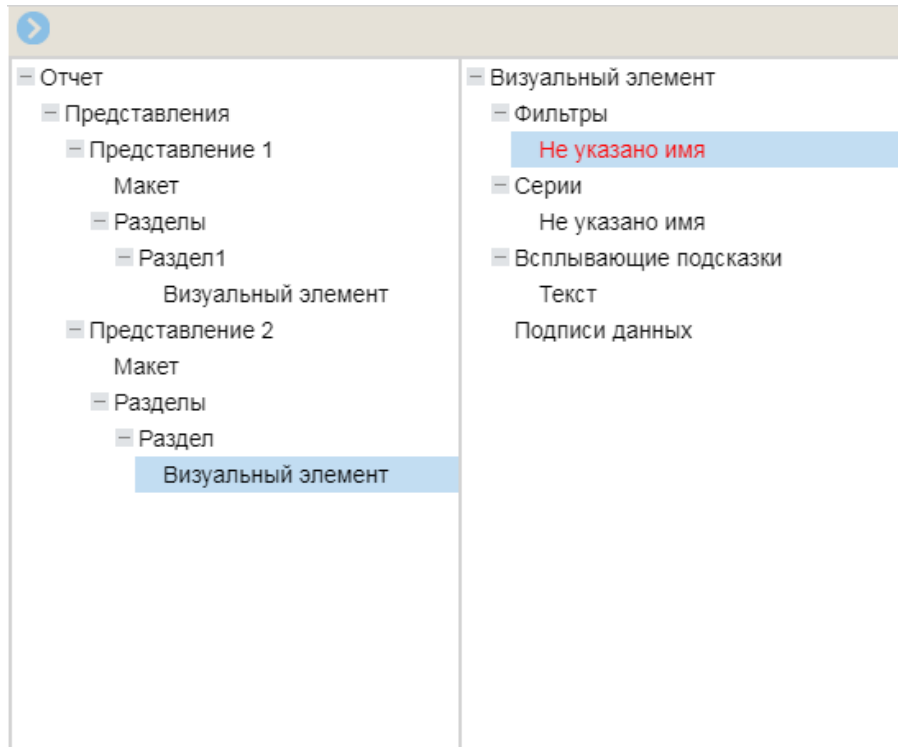 Отчет
Представления
Представление 1
Макет
Разделы
Раздел1
Визуальный элемент
Представление 2
Макет
Разделы
Раздел
Визуальный элемент
Визуальный элемент
Фильтры
Не указано имя
Серии
Не указано имя
Всплывающие подсказки
Текст
Подписи данных